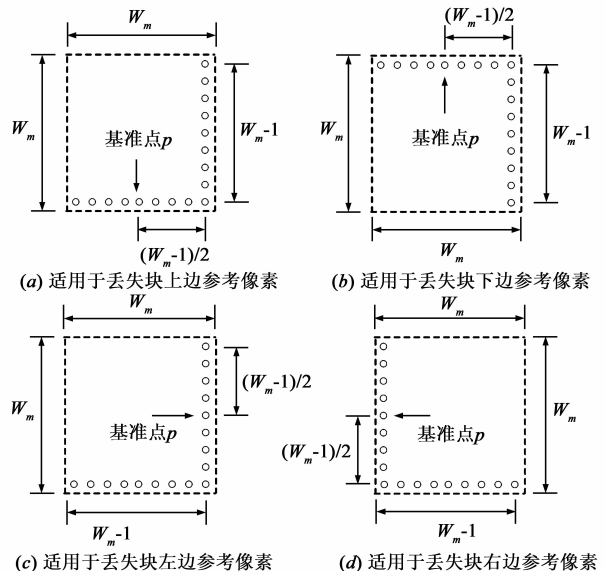 W_m
W_m
W_m-1
基准点p
(W_m-1)/2
(a) 适用于丢失块上边参考像素
(W_m-1)/2
W_m
W_m-1
基准点p
W_m
(b) 适用于丢失块下边参考像素
W_m
W_m
(W_m-1)/2
基准点p
W_m-1
(c) 适用于丢失块左边参考像素
W_m
W_m
(W_m-1)/2
基准点p
W_m-1
(d) 适用于丢失块右边参考像素